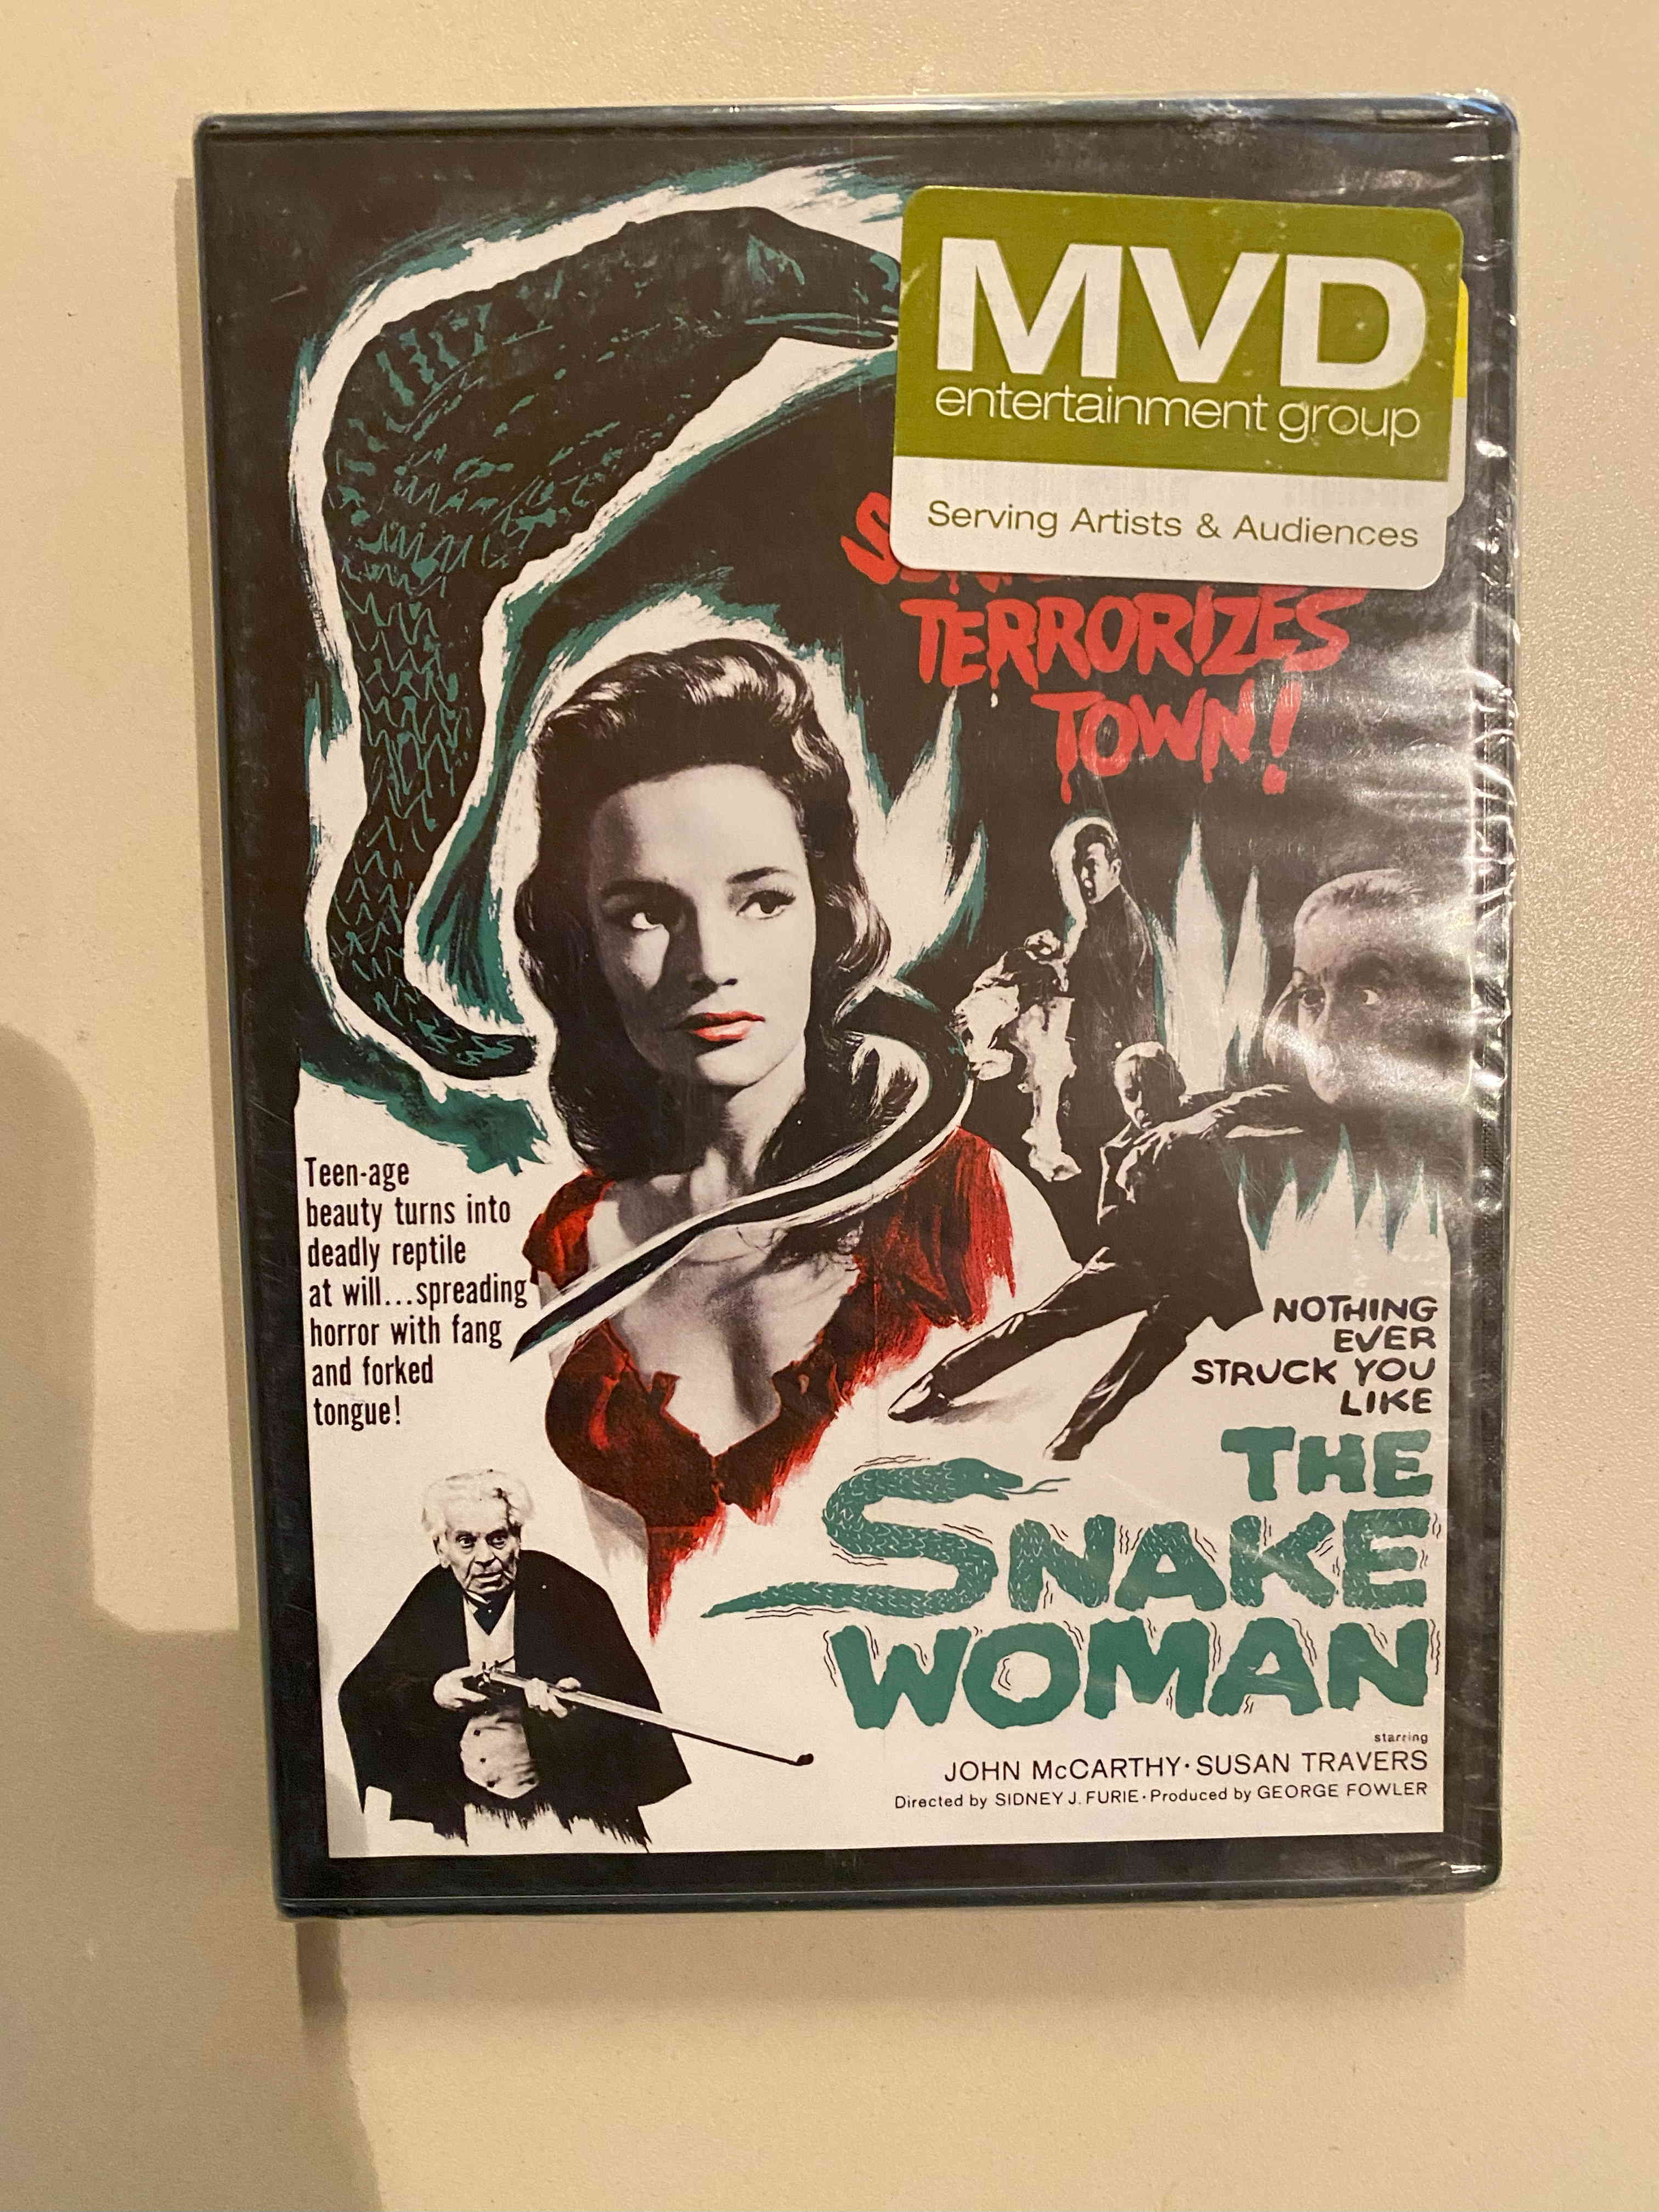 MVD
entertainment group
Serving Artists & Audiences
TERRORIZES
TOWN!
Teen-age
beauty turns into
deadly reptile
at will...spreading
horror with fang
and forked
tongue!
NOTHING
EVER
STRUCK YOU
LIKE
THE
SNAKE
WOMAN
starring
JOHN McCARTHY · SUSAN TRAVERS
Directed by SIDNEY J. FURIE · Produced by GEORGE FOWLER